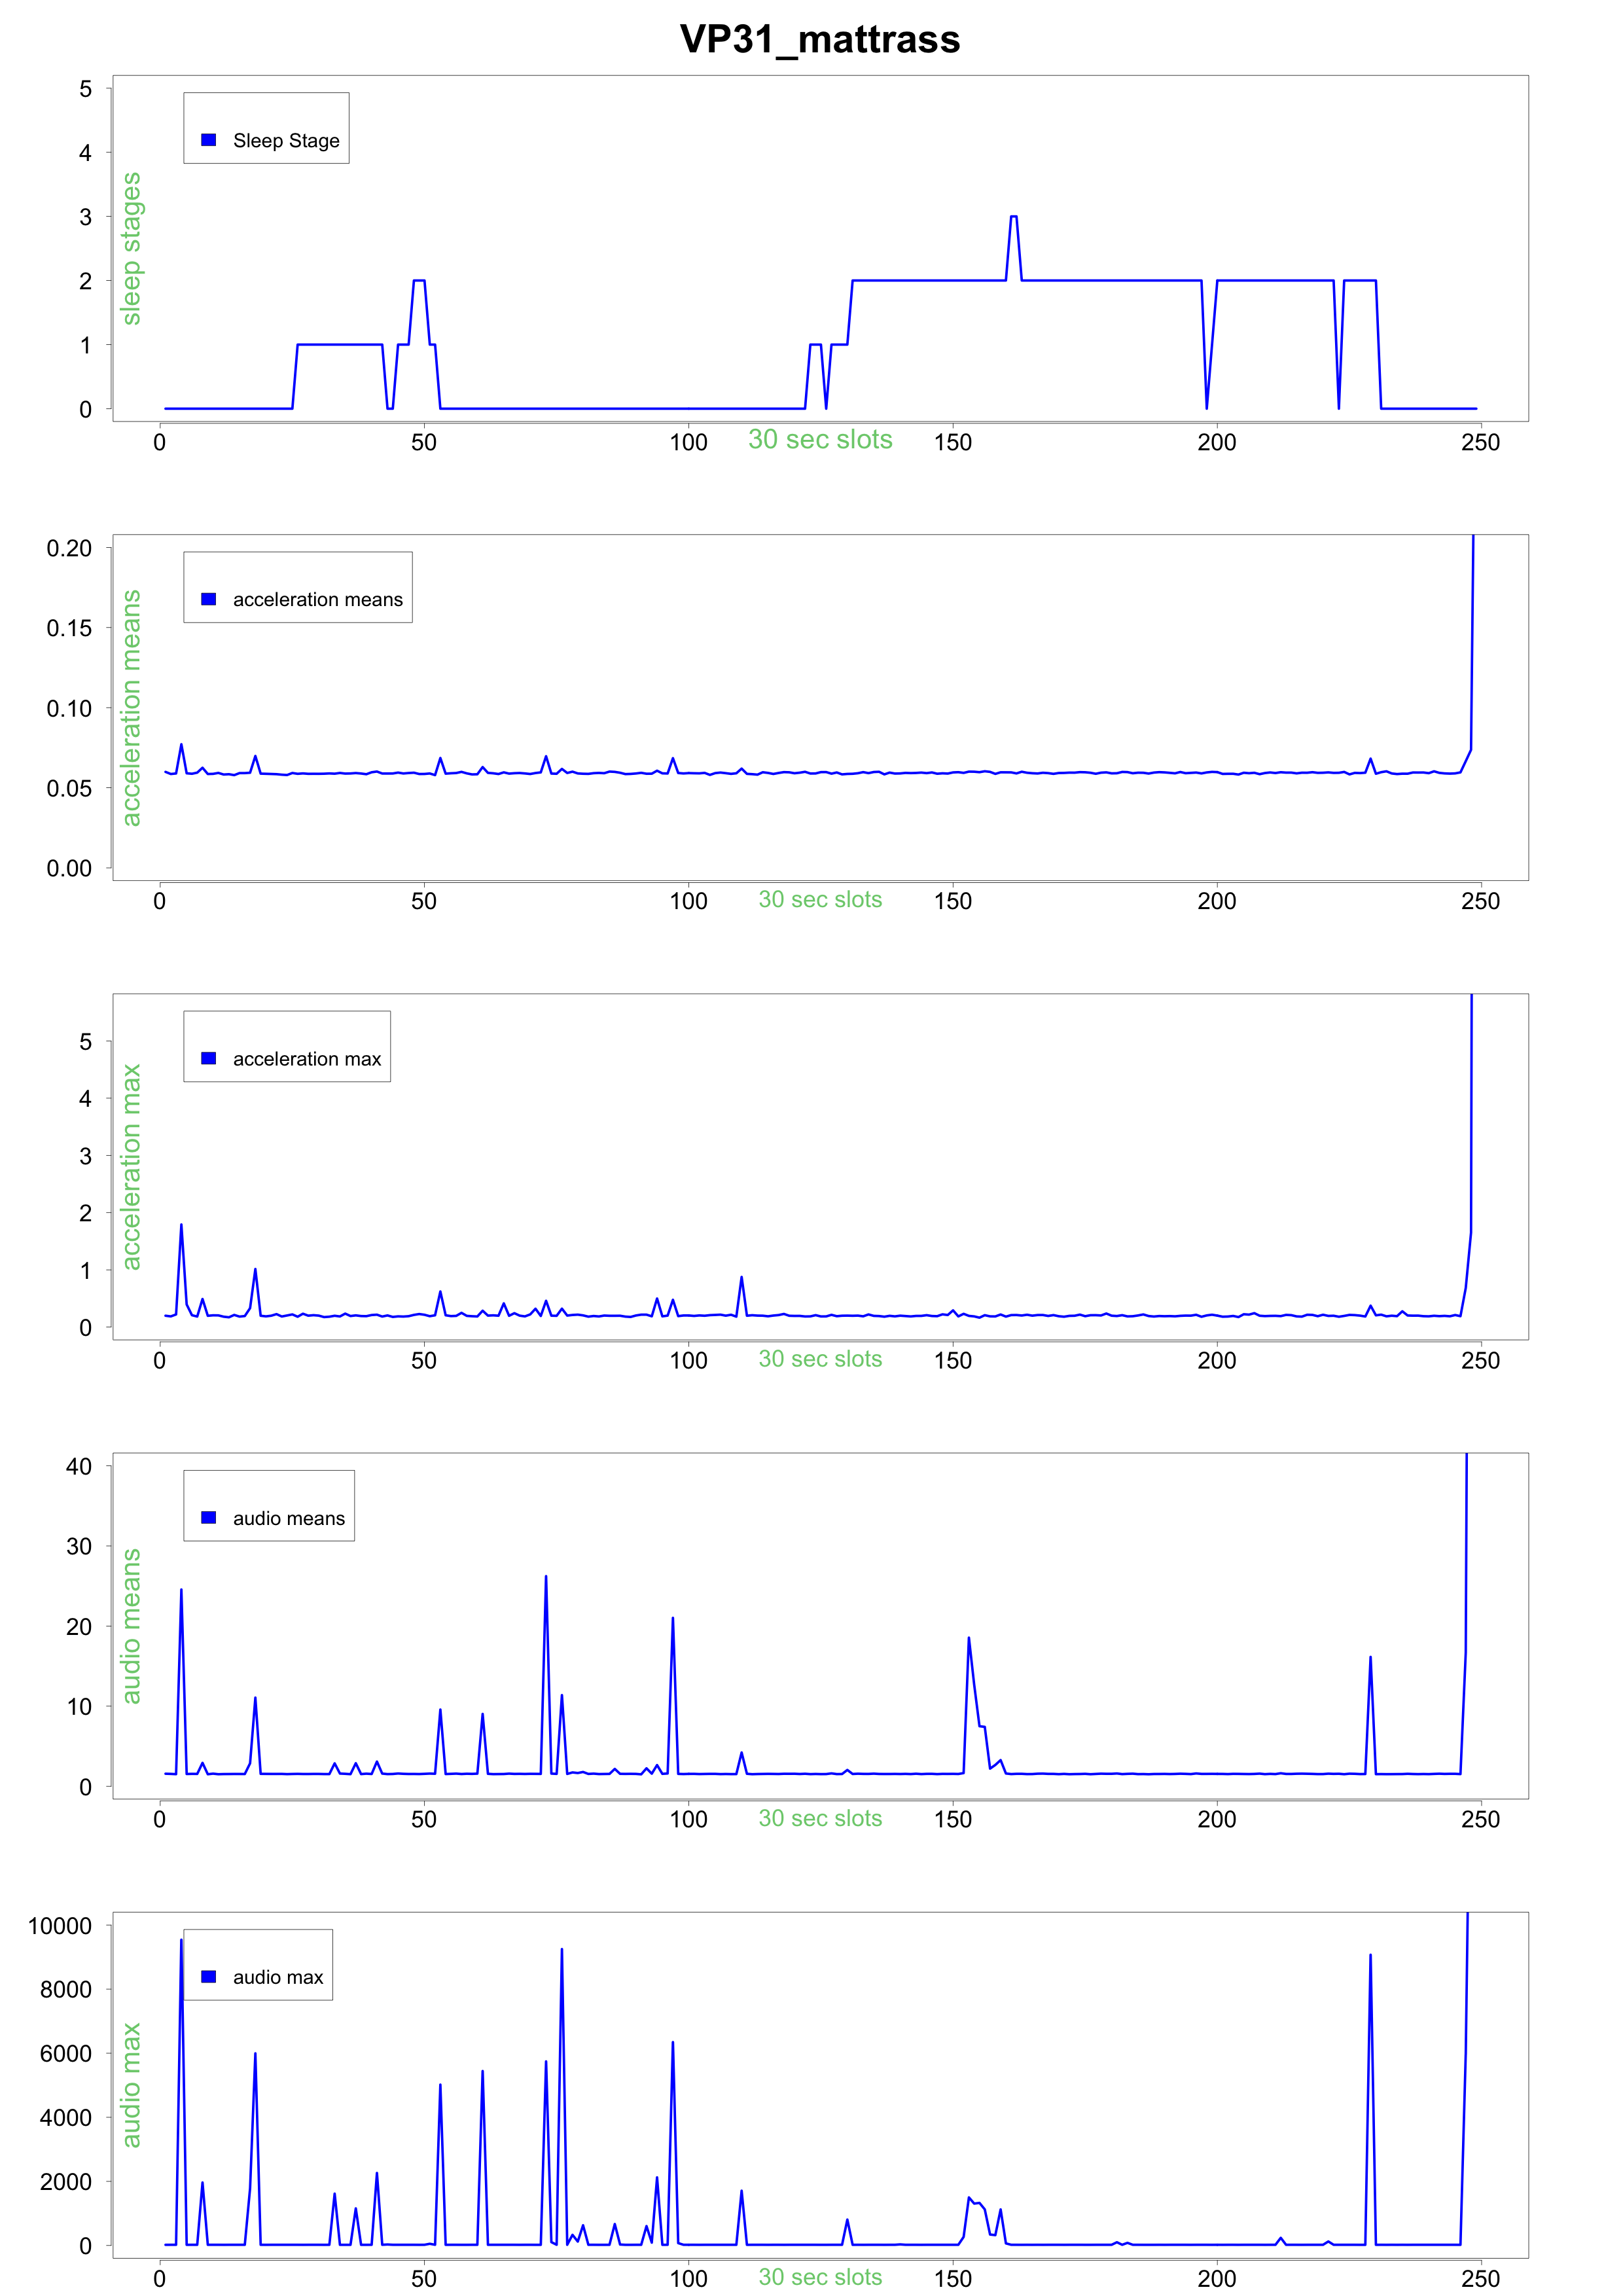 VP31_mattrass
5
4
3
2
1
0
sleep stages
Sleep Stage
0 50 100 150 200 250
30 sec slots
0.20
0.15
0.10
0.05
0.00
acceleration means
acceleration means
0 50 100 150 200 250
30 sec slots
5
4
3
2
1
0
acceleration max
acceleration max
0 50 100 150 200 250
30 sec slots
40
30
20
10
0
audio means
audio means
0 50 100 150 200 250
30 sec slots
10000
8000
6000
4000
2000
0
audio max
audio max
0 50 100 150 200 250
30 sec slots